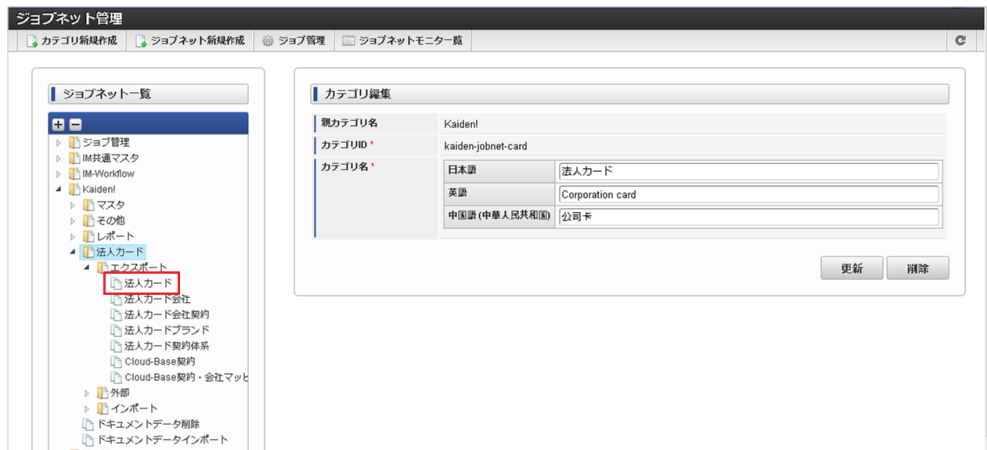 ジョブネット管理
カテゴリ新規作成 ジョブネット新規作成 ジョブ管理 ジョブネットモニタ一覧
ジョブネット一覧
ジョブ管理
IM共通マスタ
IM-Workflow
Kaiden!
マスタ
その他
レポート
法人カード
エクスポート
法人カード
法人カード会社
法人カード会社契約
法人カードブランド
法人カード契約体系
Cloud-Base契約
Cloud-Base契約・会社マッピ
外部
インポート
ドキュメントデータ削除
ドキュメントデータインポート
カテゴリ編集
親カテゴリ名 Kaiden!
カテゴリID * kaiden-jobnet-card
カテゴリ名 * 日本語 法人カード
英語 Corporation card
中国語 (中華人民共和国) 公司卡
更新 削除